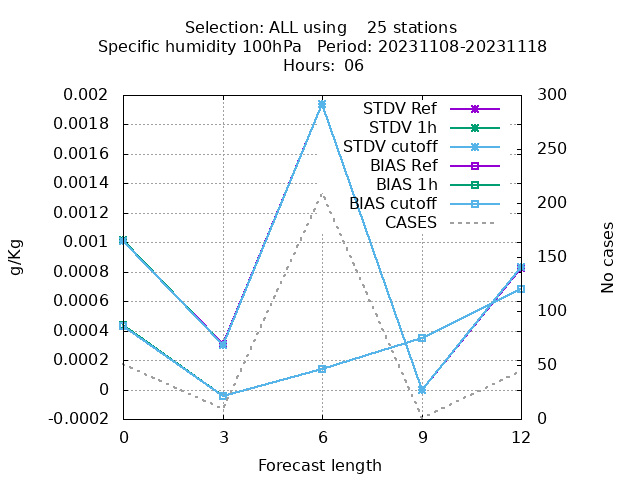 Selection: ALL using    25 stations
Specific humidity 100hPa   Period: 20231108-20231118
Hours:  06
0.002
0.0018
0.0016
0.0014
0.0012
0.001
0.0008
0.0006
0.0004
0.0002
0
-0.0002
g/Kg
STDV Ref
STDV 1h
STDV cutoff
BIAS Ref
BIAS 1h
BIAS cutoff
CASES
300
250
200
150
100
50
0
No cases
0 3 6 9 12
Forecast length